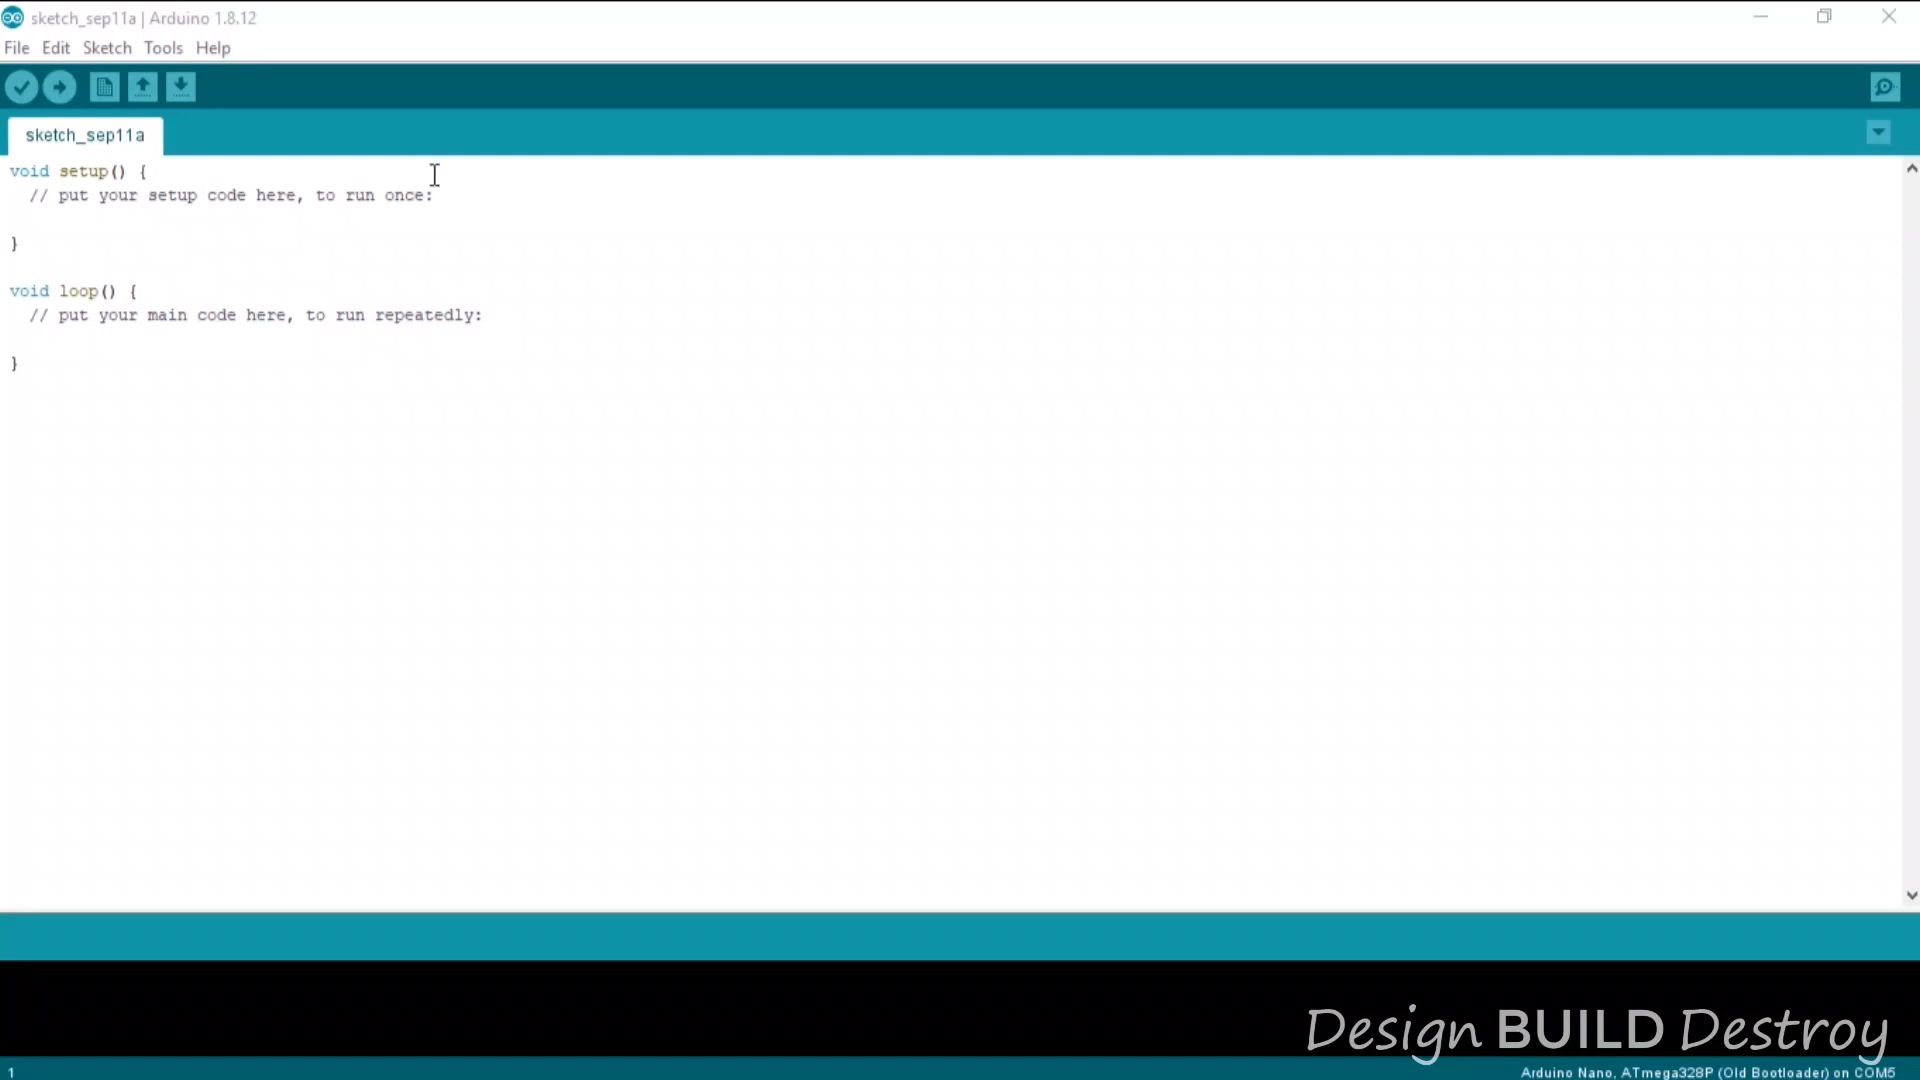 sketch_sep11a | Arduino 1.8.12
File Edit Sketch Tools Help
sketch_sep11a
void setup() {
// put your setup code here, to run once:
}
void loop() {
// put your main code here, to run repeatedly:
}
Design BUILD Destroy
1
Arduino Nano, ATmega328P (Old Bootloader) on COM5